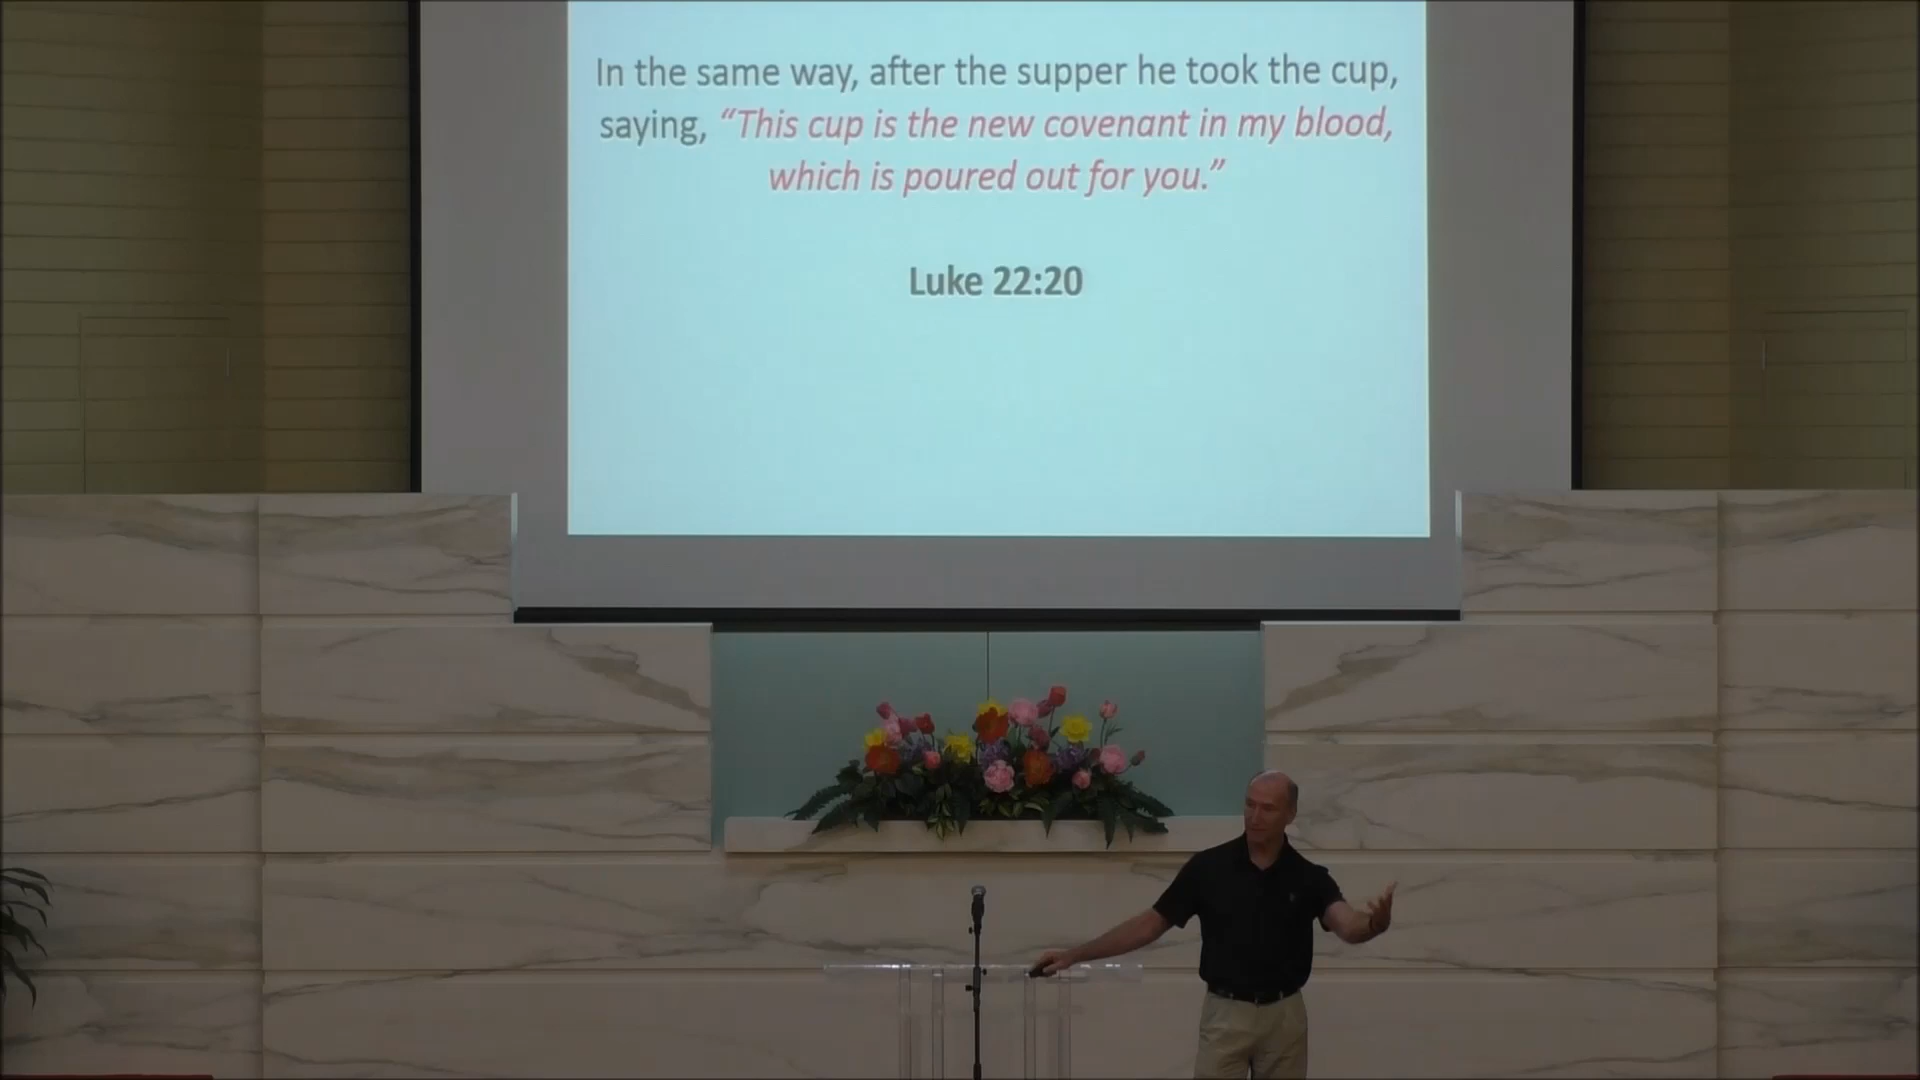 In the same way, after the supper he took the cup,
saying, “This cup is the new covenant in my blood,
which is poured out for you.”
Luke 22:20